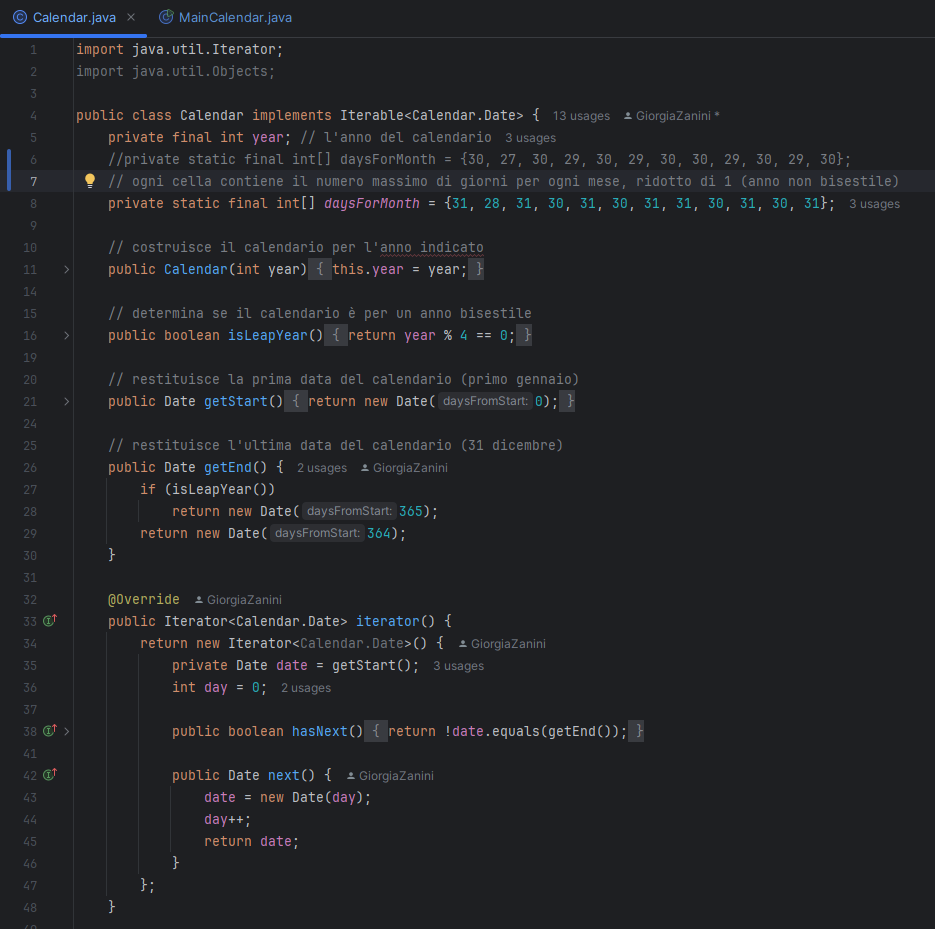 Calendar.java × MainCalendar.java
1 import java.util.Iterator;
2 import java.util.Objects;
3
4 public class Calendar implements Iterable<Calendar.Date> { 13 usages GiorgiaZanini *
5 private final int year; // l'anno del calendario 3 usages
6 //private static final int[] daysForMonth = {30, 27, 30, 29, 30, 29, 30, 30, 29, 30, 29, 30};
7 // ogni cella contiene il numero massimo di giorni per ogni mese, ridotto di 1 (anno non bisestile)
8 private static final int[] daysForMonth = {31, 28, 31, 30, 31, 30, 31, 31, 30, 31, 30, 31}; 3 usages
9
10 // costruisce il calendario per l'anno indicato
11 public Calendar(int year) { this.year = year; }
14
15 // determina se il calendario è per un anno bisestile
16 public boolean isLeapYear() { return year % 4 == 0; }
19
20 // restituisce la prima data del calendario (primo gennaio)
21 public Date getStart() { return new Date( daysFromStart: 0); }
24
25 // restituisce l'ultima data del calendario (31 dicembre)
26 public Date getEnd() { 2 usages GiorgiaZanini
27 if (isLeapYear())
28 return new Date( daysFromStart: 365);
29 return new Date( daysFromStart: 364);
30 }
31
32 @Override GiorgiaZanini
33 public Iterator<Calendar.Date> iterator() {
34 return new Iterator<Calendar.Date>() { GiorgiaZanini
35 private Date date = getStart(); 3 usages
36 int day = 0; 2 usages
37
38 public boolean hasNext() { return !date.equals(getEnd()); }
41
42 public Date next() { GiorgiaZanini
43 date = new Date(day);
44 day++;
45 return date;
46 }
47 };
48 }